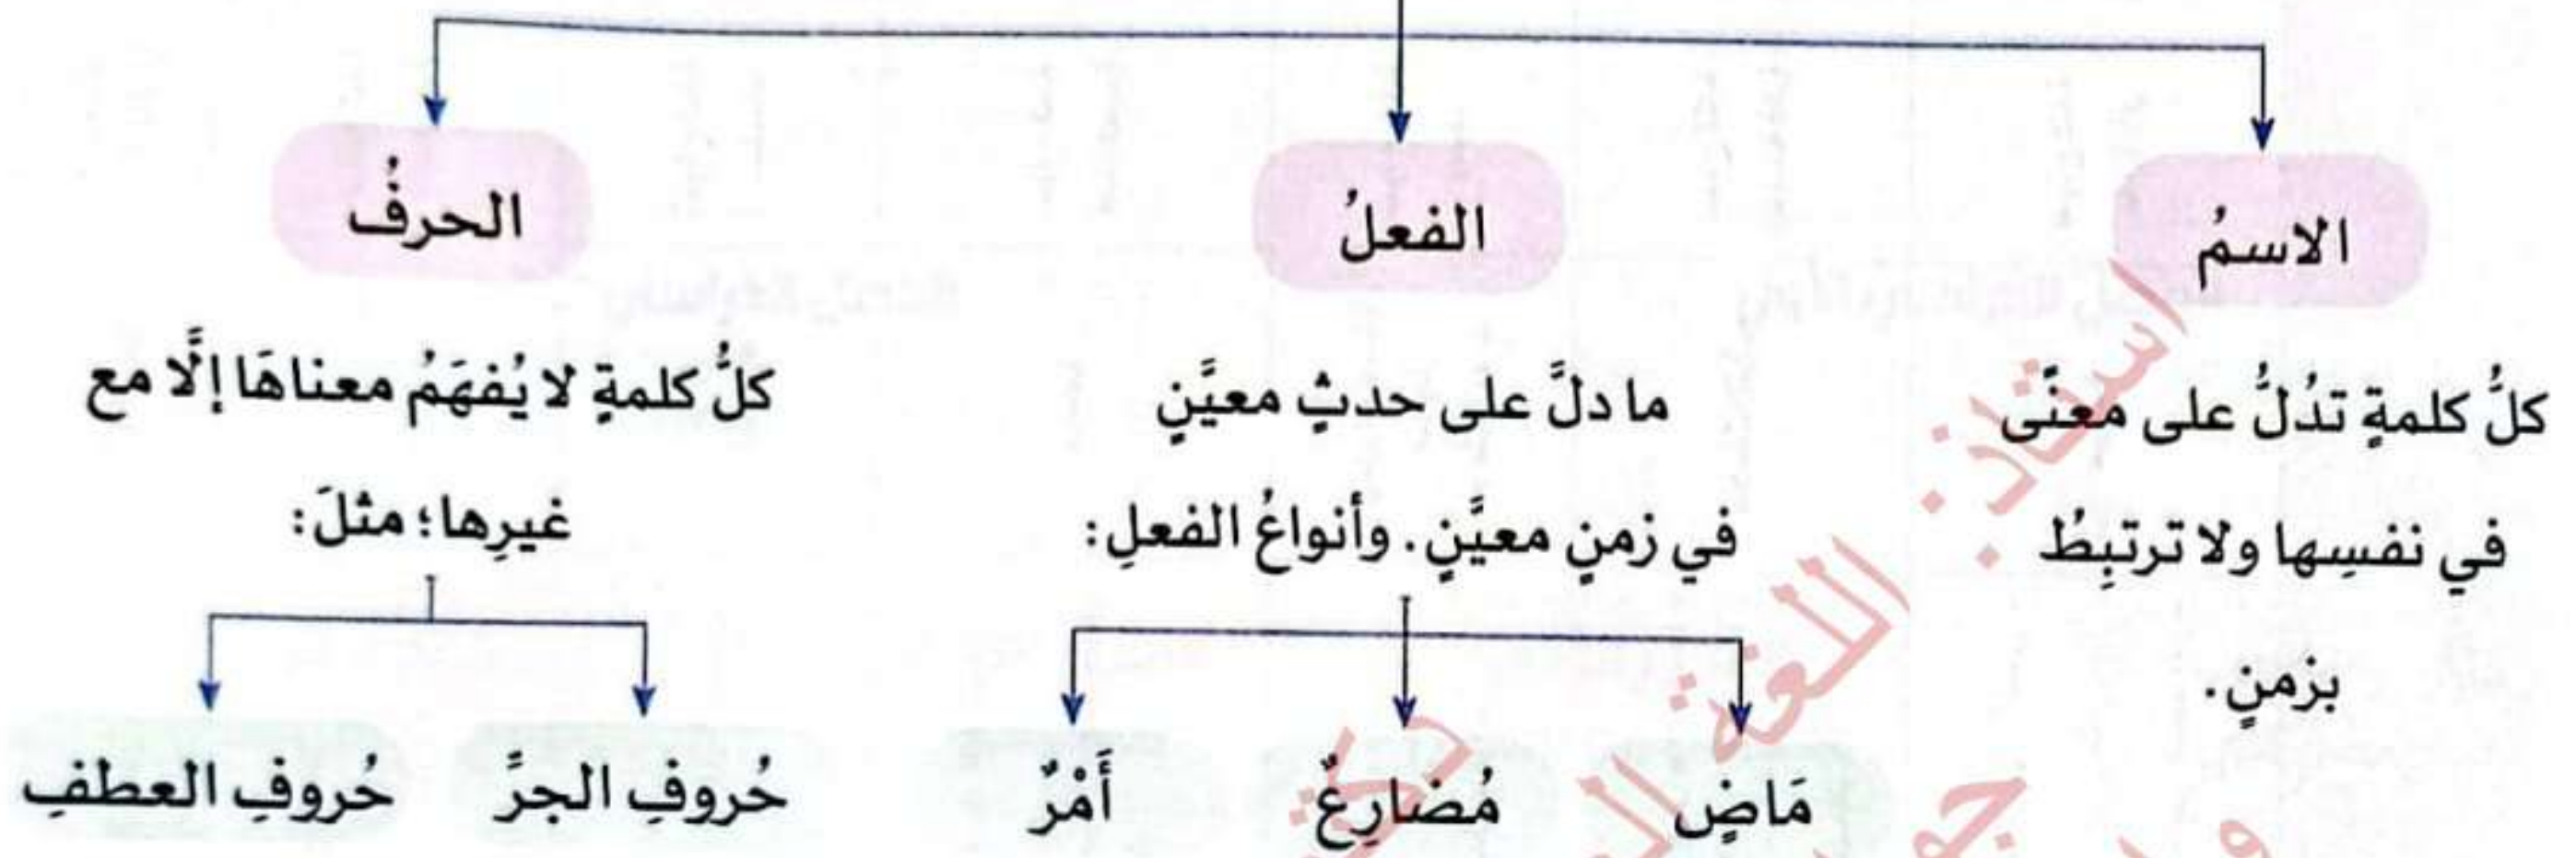 الاسمُ
كلُّ كلمةٍ تدُلُّ على معنًى
في نفسِها ولا ترتبِطُ
بزمنٍ.
الفعلُ
ما دلَّ على حدثٍ معيَّنٍ
في زمنٍ معيَّنٍ. وأنواعُ الفعلِ:
مَاضٍ
مُضارِعٌ
أَمْرٌ
الحرفُ
كلُّ كلمةٍ لا يُفهَمُ معناهَا إلَّا مع
غيرِها؛ مثلَ:
حُروفِ الجرِّ
حُروفِ العطفِ
استاذ: اللغة